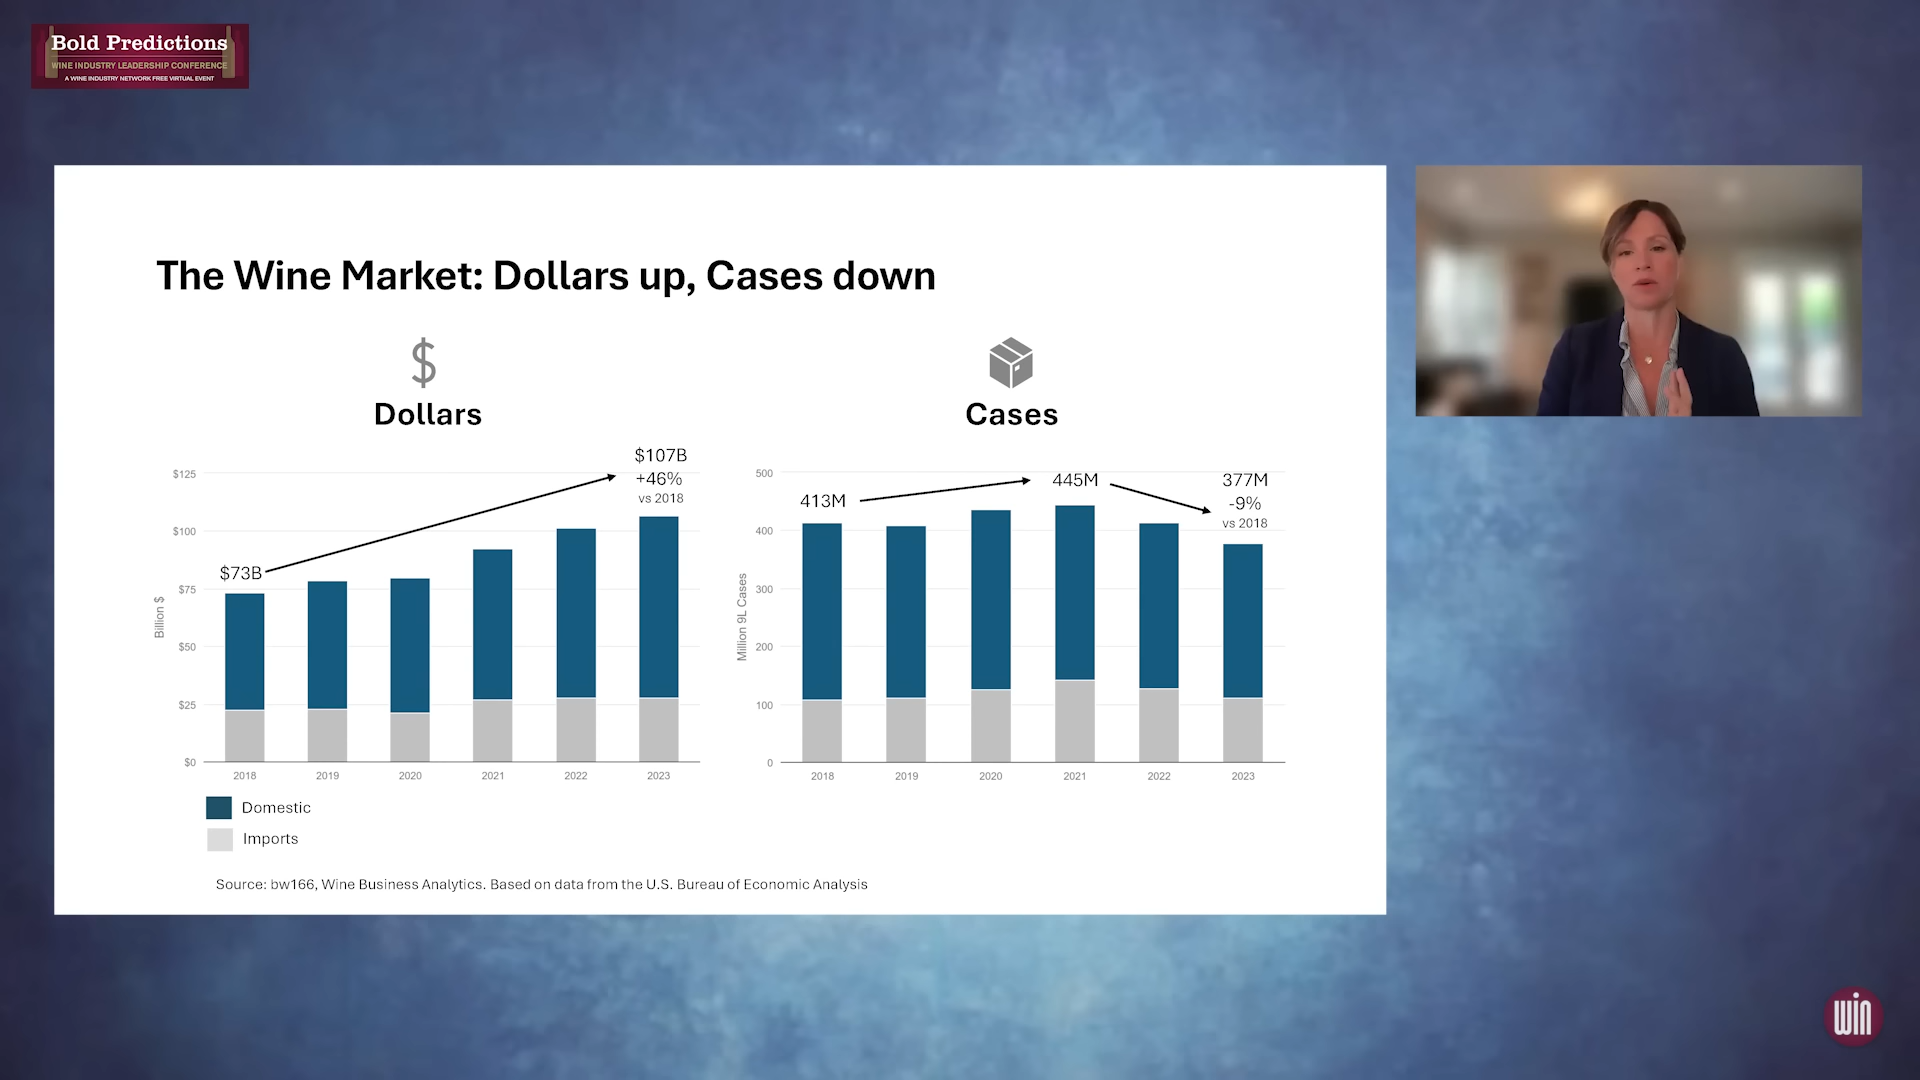 Bold Predictions
WINE INDUSTRY LEADERSHIP CONFERENCE
A WINE INDUSTRY NETWORK FREE VIRTUAL EVENT
The Wine Market: Dollars up, Cases down
$
Dollars
$107B
+46%
vs 2018
$73B
$125
$100
$75
$50
$25
$0
Billion $
2018 2019 2020 2021 2022 2023
Domestic
Imports
Cases
413M
445M
377M
-9%
vs 2018
500
400
300
200
100
0
Million 9L Cases
2018 2019 2020 2021 2022 2023
Source: bw166, Wine Business Analytics. Based on data from the U.S. Bureau of Economic Analysis
win